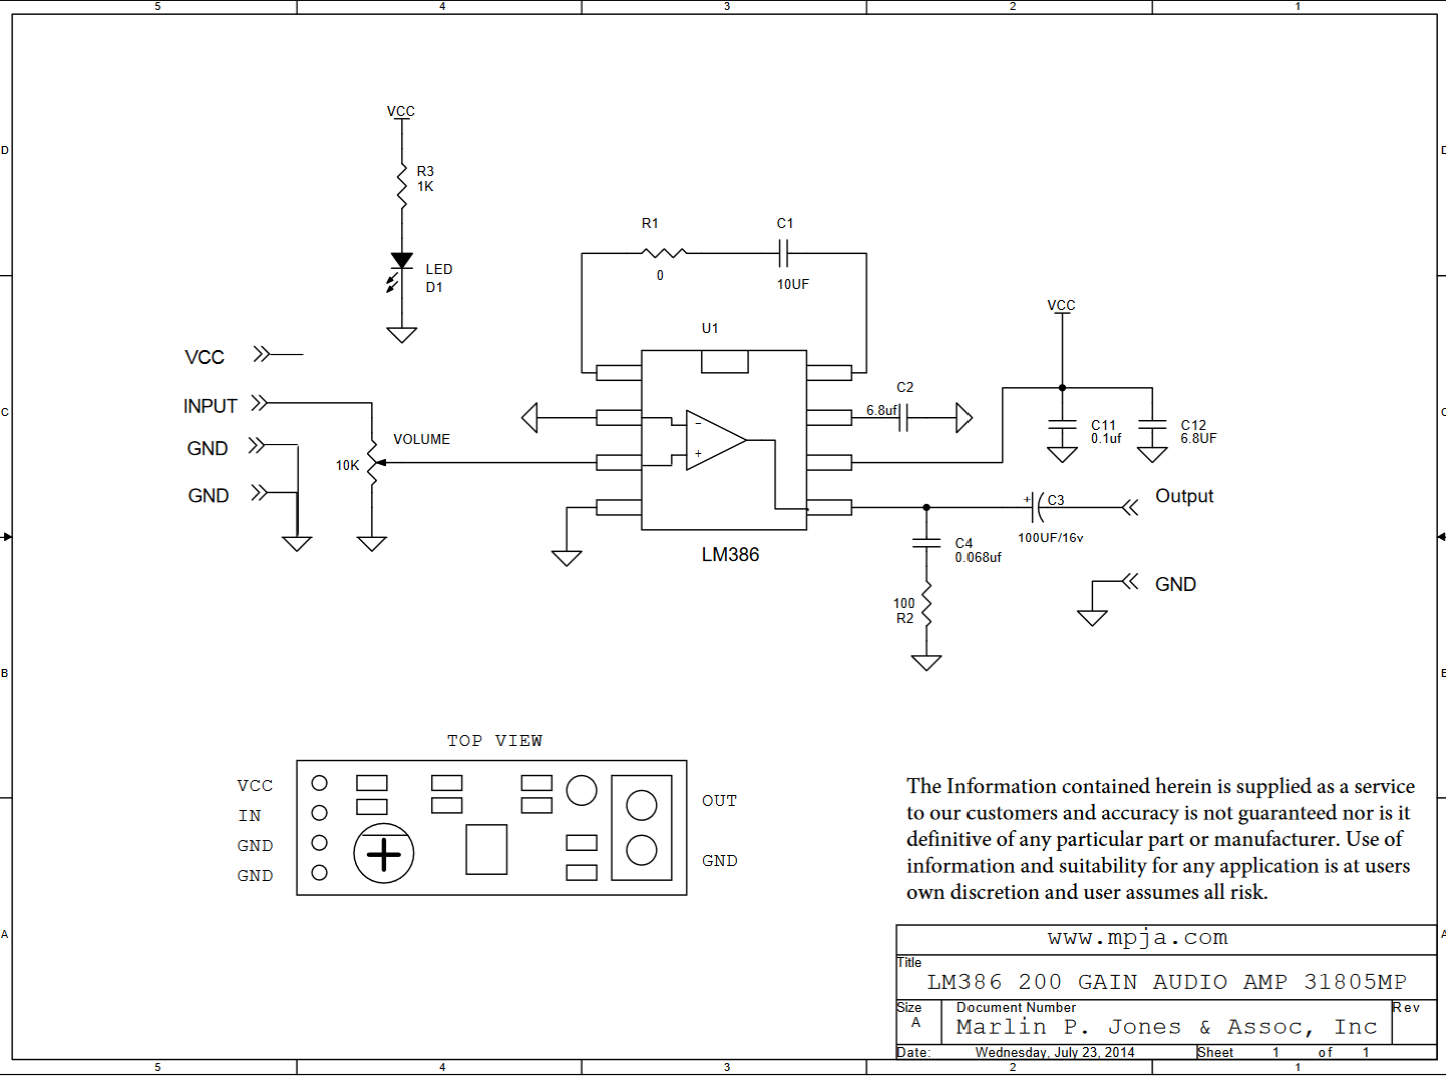 5 4 3 2 1
D D
C C
B B
A A
VCC
R3
1K
LED
D1
R1
0
C1
10UF
U1
VCC
VCC
INPUT
GND
GND
VOLUME
10K
−
+
LM386
C2
6.8uf
C11
0.1uf
C12
6.8UF
+
C3
100UF/16v
Output
C4
0.068uf
100
R2
GND
TOP VIEW
VCC
IN
GND
GND
OUT
GND
The Information contained herein is supplied as a service
to our customers and accuracy is not guaranteed nor is it
definitive of any particular part or manufacturer. Use of
information and suitability for any application is at users
own discretion and user assumes all risk.
www.mpja.com
Title
LM386 200 GAIN AUDIO AMP 31805MP
Size
A
Document Number
Marlin P. Jones & Assoc, Inc
Rev
Date: Wednesday, July 23, 2014 Sheet 1 of 1
5 4 3 2 1